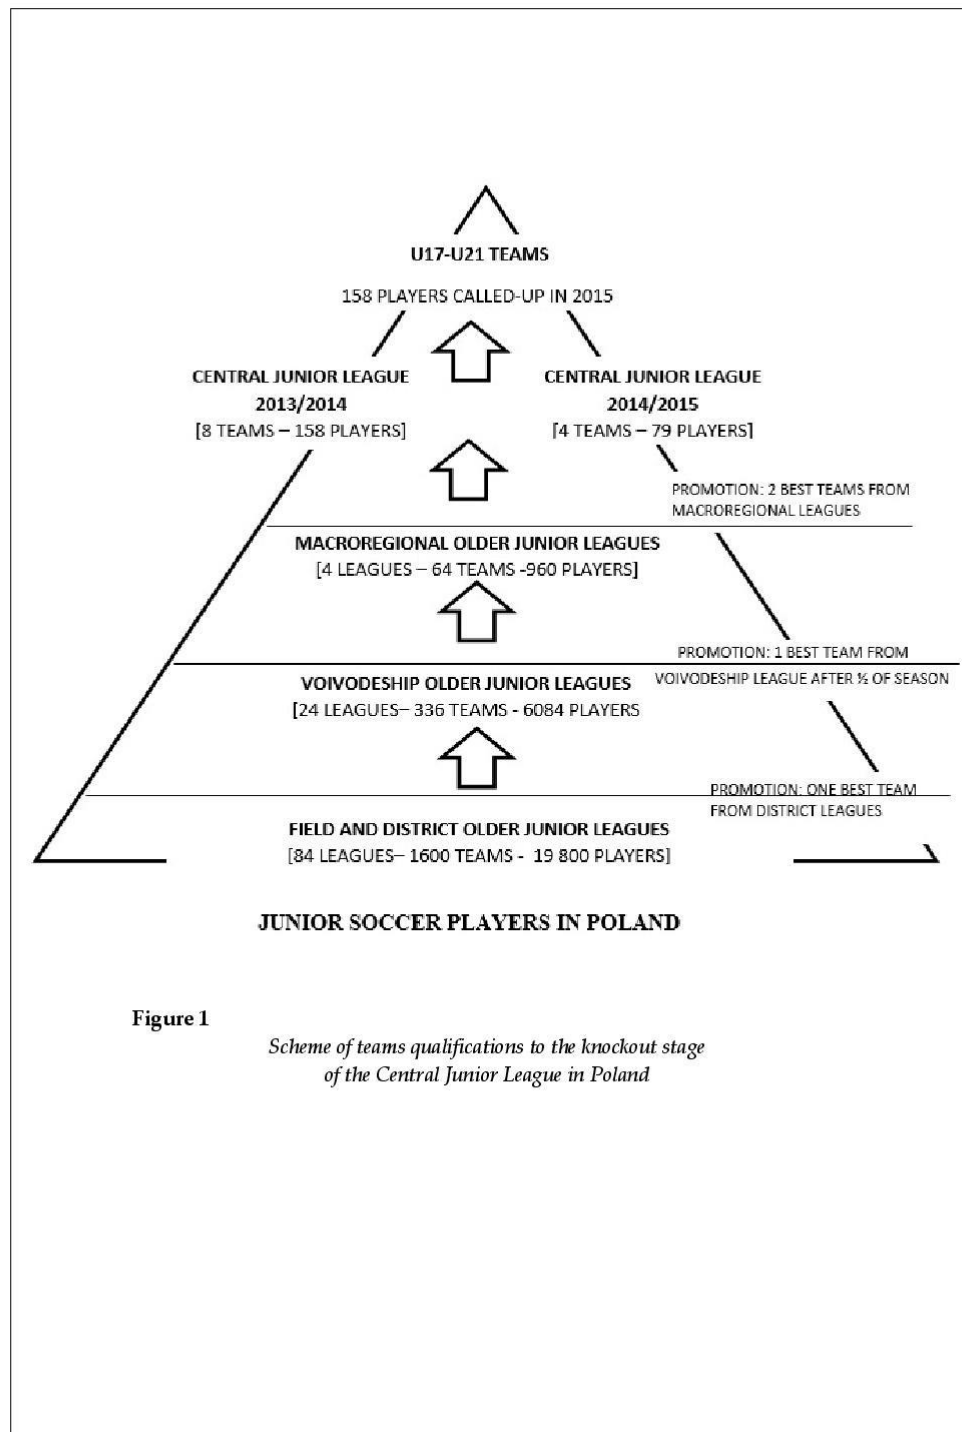 U17-U21 TEAMS
158 PLAYERS CALLED-UP IN 2015
CENTRAL JUNIOR LEAGUE
2013/2014
[8 TEAMS – 158 PLAYERS]
CENTRAL JUNIOR LEAGUE
2014/2015
[4 TEAMS – 79 PLAYERS]
PROMOTION: 2 BEST TEAMS FROM
MACROREGIONAL LEAGUES
MACROREGIONAL OLDER JUNIOR LEAGUES
[4 LEAGUES – 64 TEAMS -960 PLAYERS]
PROMOTION: 1 BEST TEAM FROM
VOIVODESHIP LEAGUE AFTER ½ OF SEASON
VOIVODESHIP OLDER JUNIOR LEAGUES
[24 LEAGUES– 336 TEAMS - 6084 PLAYERS
PROMOTION: ONE BEST TEAM
FROM DISTRICT LEAGUES
FIELD AND DISTRICT OLDER JUNIOR LEAGUES
[84 LEAGUES– 1600 TEAMS - 19 800 PLAYERS]
JUNIOR SOCCER PLAYERS IN POLAND
Figure 1
Scheme of teams qualifications to the knockout stage
of the Central Junior League in Poland